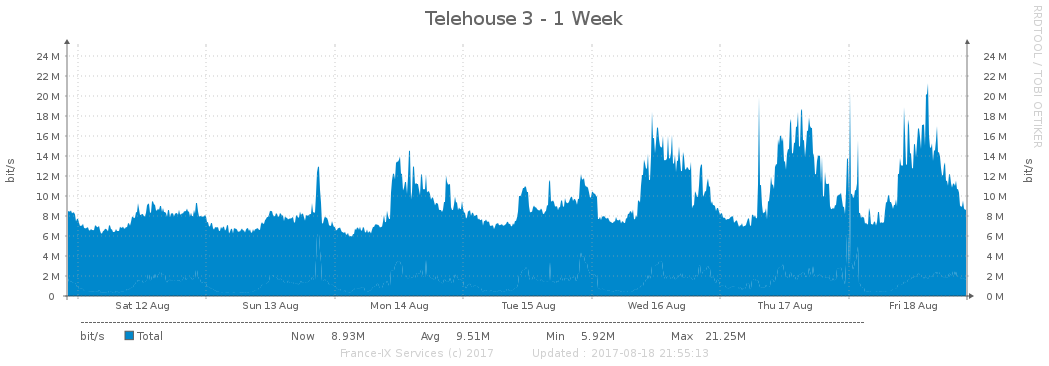 Telehouse 3 - 1 Week
RRDTOOL / TOBI OETIKER
24 M 24 M
22 M 22 M
20 M 20 M
18 M 18 M
16 M 16 M
14 M 14 M
12 M 12 M
10 M 10 M
8 M 8 M
6 M 6 M
4 M 4 M
2 M 2 M
0 0 M
bit/s
bit/s
Sat 12 Aug Sun 13 Aug Mon 14 Aug Tue 15 Aug Wed 16 Aug Thu 17 Aug Fri 18 Aug
bit/s Total Now 8.93M Avg 9.51M Min 5.92M Max 21.25M
France-IX Services (c) 2017 Updated : 2017-08-18 21:55:13